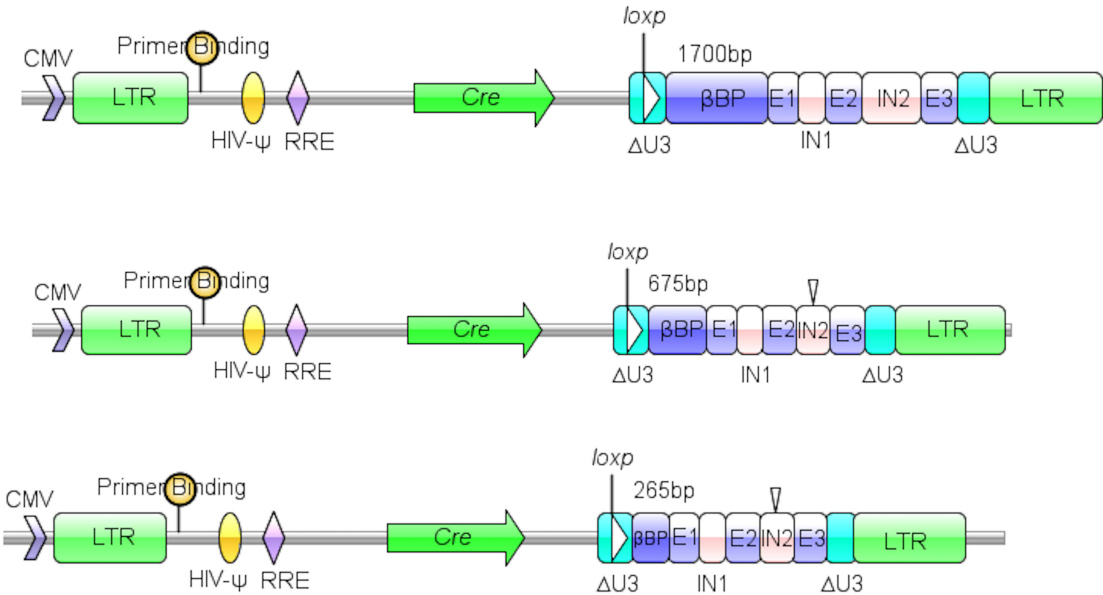 loxp
CMV Primer Binding 1700bp
LTR Cre βBP E1 E2 IN2 E3 LTR
HIV-ψ RRE ΔU3 IN1 ΔU3
loxp
CMV Primer Binding 675bp
LTR Cre βBP E1 E2 IN2 E3 LTR
HIV-ψ RRE ΔU3 IN1 ΔU3
loxp
CMV Primer Binding 265bp
LTR Cre βBP E1 E2 IN2 E3 LTR
HIV-ψ RRE ΔU3 IN1 ΔU3